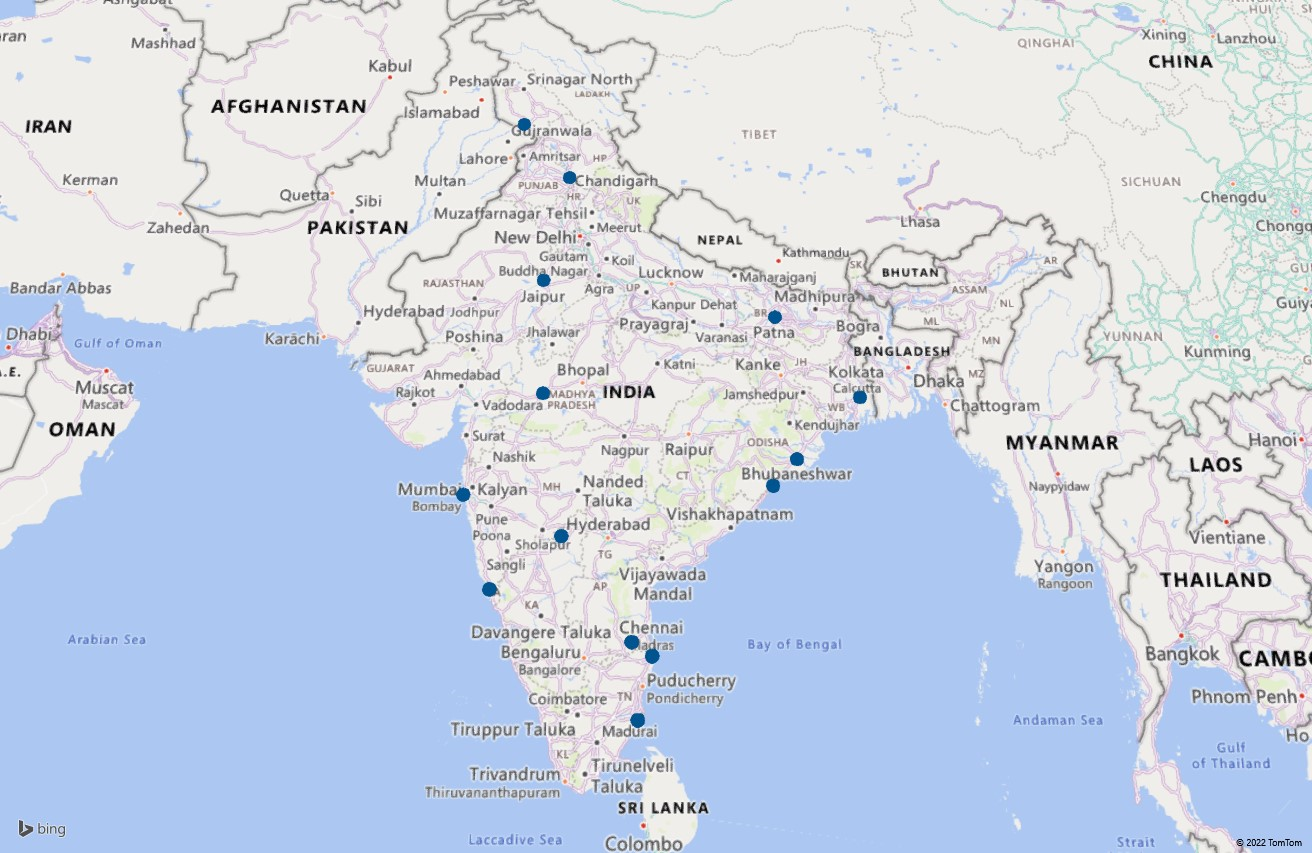 Ashgabat
Mashhad
Kabul
Peshawar
Srinagar North
LADAKH
QINGHAI
Xining
Lanzhou
CHINA
AFGHANISTAN
Islamabad
IRAN
Gujranwala
TIBET
Lahore
Amritsar
HP
Kerman
Quetta
Sibi
Multan
PUNJAB
Chandigarh
HR
UK
SICHUAN
Chengdu
Zahedan
PAKISTAN
Muzaffarnagar Tehsil
Meerut
Lhasa
New Delhi
NEPAL
Kathmandu
Gautam
Buddha Nagar
Koil
Lucknow
Maharajganj
SK
BHUTAN
AR
ASSAM
Bandar Abbas
RAJASTHAN
Jaipur
Agra
UP
Kanpur Dehat
Madhipura
NL
Hyderabad
Jodhpur
BR
Patna
Bogra
ML
MN
YUNNAN
Dhabi
Gulf of Oman
Karāchi
Poshina
Jhalawar
Prayagraj
Varanasi
BANGLADESH
Kunming
A.E.
GUJARAT
Ahmedabad
Bhopal
Katni
Kanke
JH
Kolkata
Calcutta
Dhaka
MZ
Muscat
Mascat
Rajkot
Vadodara
MADHYA
PRADESH
INDIA
Jamshedpur
WB
Chattogram
OMAN
Surat
Nagpur
Raipur
ODISHA
Kendujhar
MYANMAR
Hanoi
LAOS
Nashik
CT
Bhubaneshwar
Mumbai
Bombay
Kalyan
MH
Nanded
Taluka
Naypyidaw
Pune
Poona
Sholapur
Hyderabad
Vishakhapatnam
Vientiane
Sangli
TG
Vijayawada
Mandal
Yangon
Rangoon
THAILAND
AP
KA
Arabian Sea
Davangere Taluka
Chennai
Bay of Bengal
Bengaluru
Bangalore
Bangkok
CAMBO
Puducherry
Pondicherry
Coimbatore
TN
Phnom Penh
Tiruppur Taluka
Madurai
Andaman Sea
Ho
KL
Gulf
of Thailand
Trivandrum
Thiruvananthapuram
Tirunelveli
Taluka
SRI LANKA
Colombo
Laccadive Sea
Strait
bing
© 2022 TomTom